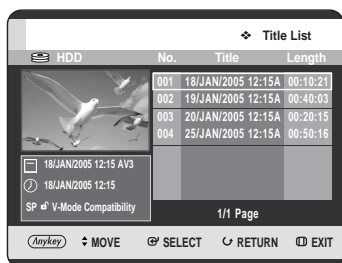 ❖ Title List
HDD No. Title Length
001 18/JAN/2005 12:15A 00:10:21
002 19/JAN/2005 12:15A 00:40:03
003 20/JAN/2005 12:15A 00:20:15
004 25/JAN/2005 12:15A 00:50:16
18/JAN/2005 12:15 AV3
18/JAN/2005 12:15
SP V-Mode Compatibility
1/1 Page
Anykey MOVE SELECT RETURN EXIT